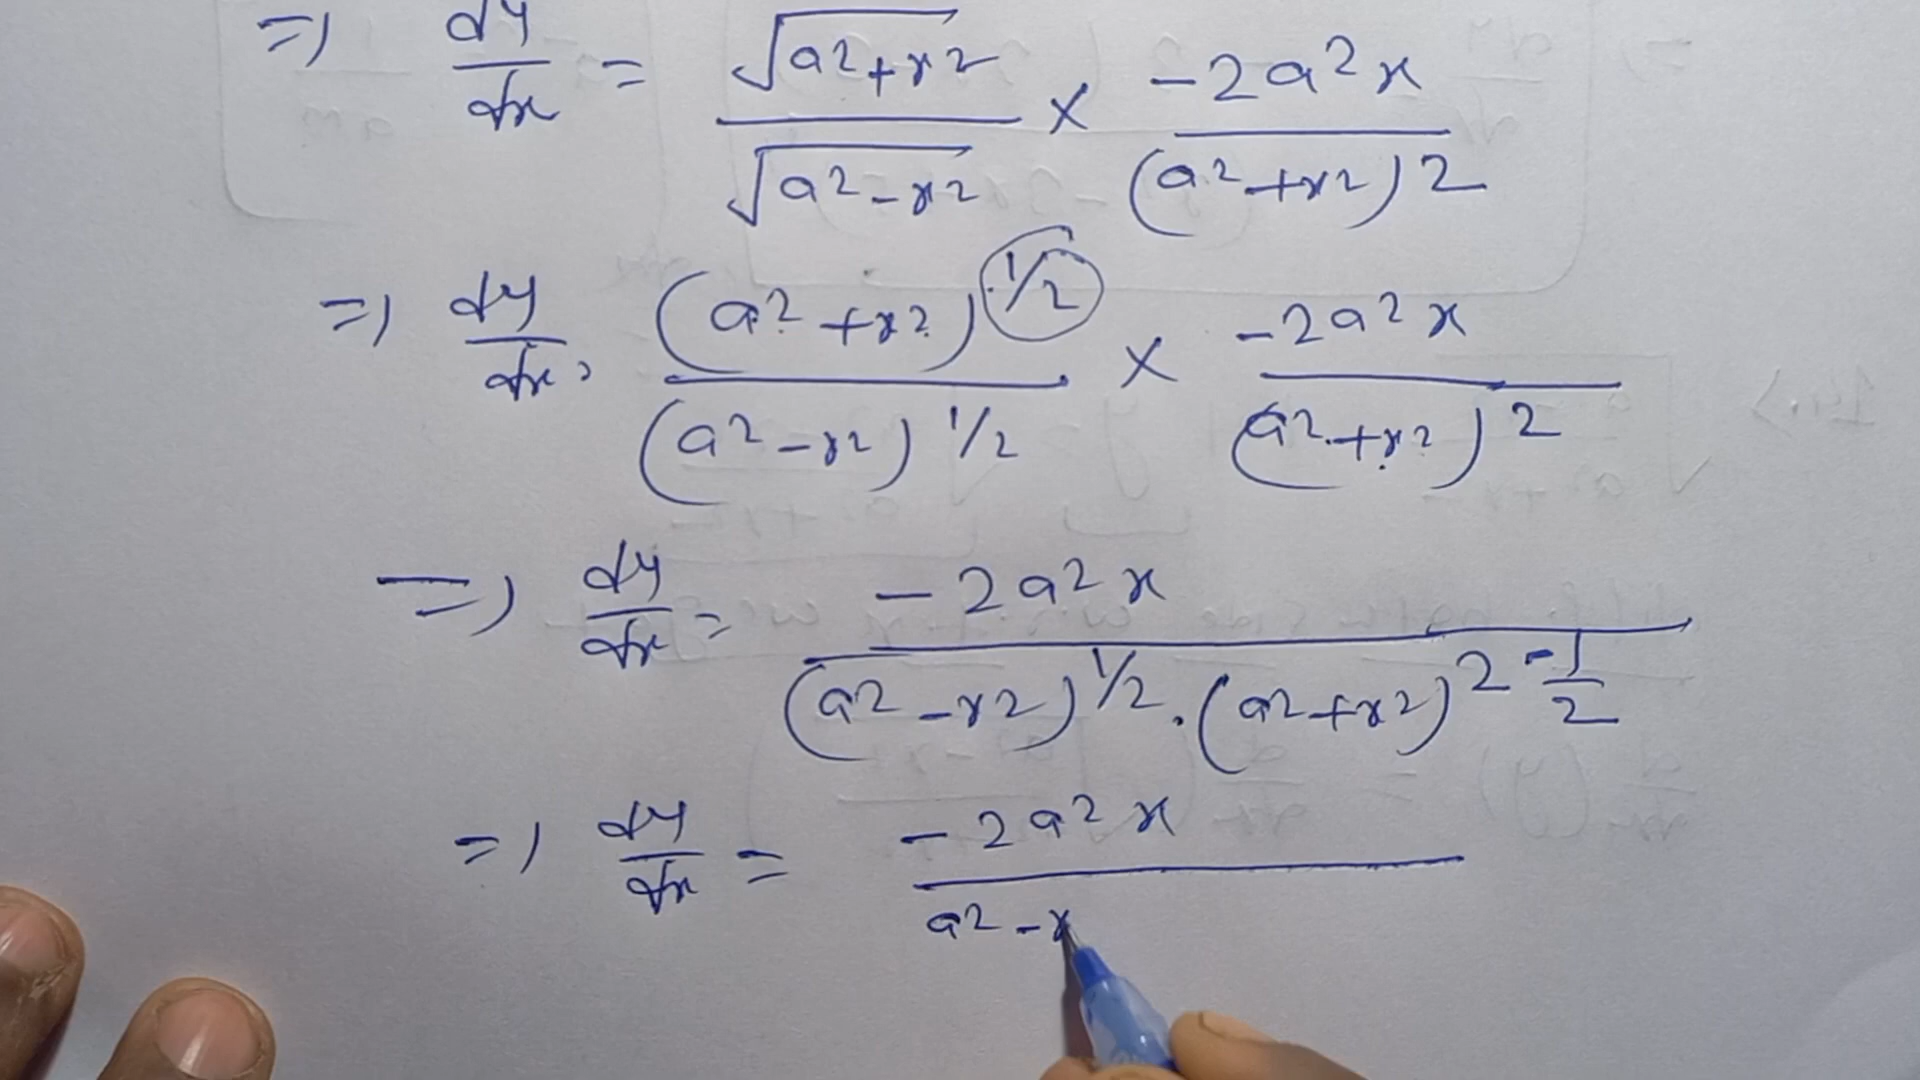 =) dy/dx = √(a²+x²)/√(a²-x²) × -2a²x/(a²+x²)²
=) dy/dx = (a²+x²)^1/2/(a²-x²)^1/2 × -2a²x/(a²+x²)²
=) dy/dx = -2a²x/(a²-x²)^1/2 . (a²+x²)^2-1/2
=) dy/dx = -2a²x/a²-x